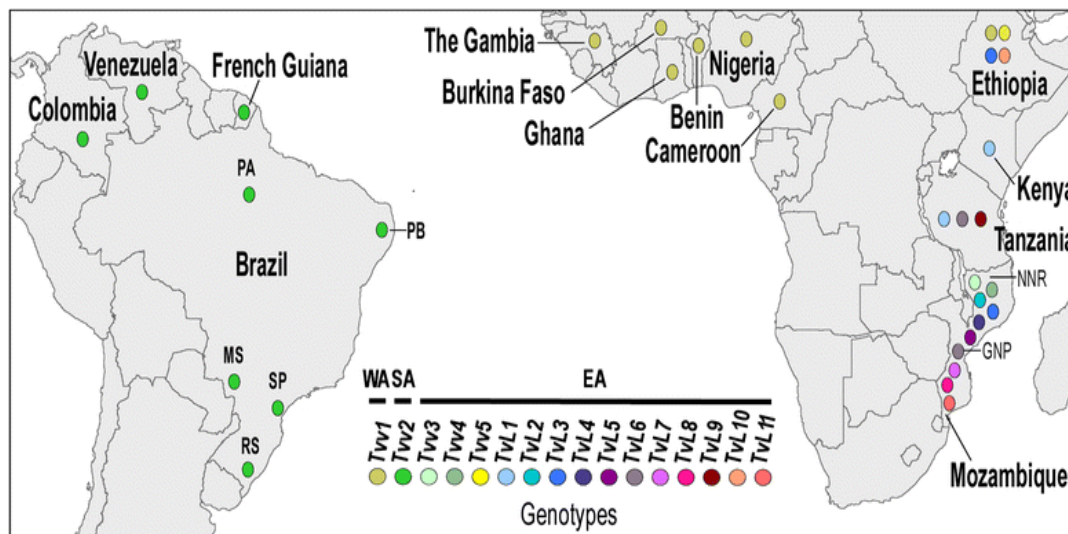 The Gambia
Burkina Faso
Ghana
Benin
Cameroon
Nigeria
Ethiopia
Kenya
Tanzania
NNR
GNP
Mozambique
Venezuela
French Guiana
Colombia
PA
PB
Brazil
MS
SP
RS
WA SA EA
Tvv1 Tvv2 Tvv3 Tvv4 Tvv5 TvL1 TvL2 TvL3 TvL4 TvL5 TvL6 TvL7 TvL8 TvL9 TvL10 TvL11
Genotypes